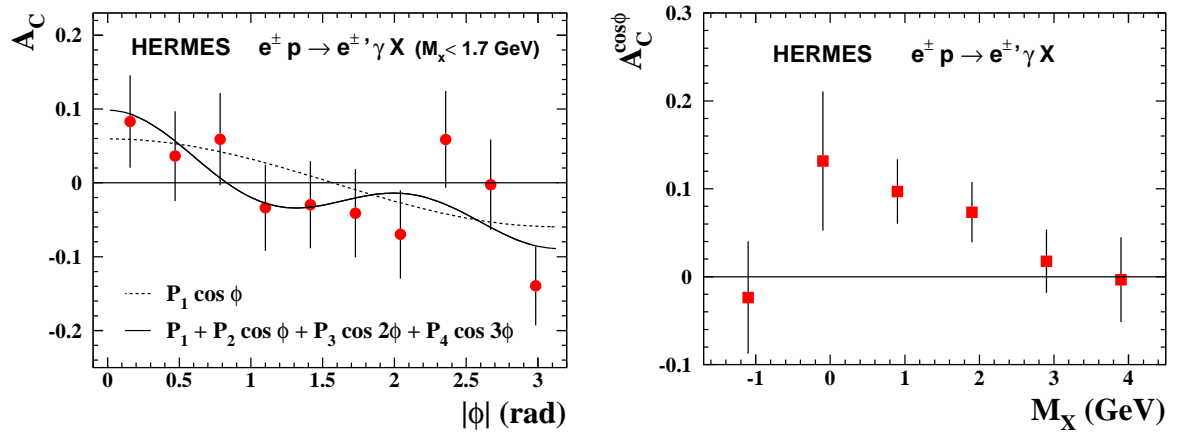 A_C
0.2
0.1
0
-0.1
-0.2
HERMES e± p → e±’ γ X (M_x< 1.7 GeV)
P_1 cos ϕ
P_1 + P_2 cos ϕ + P_3 cos 2ϕ + P_4 cos 3ϕ
0 0.5 1 1.5 2 2.5 3
|ϕ| (rad)
A_C^cosϕ
0.3
0.2
0.1
0
-0.1
HERMES e± p → e±’ γ X
-1 0 1 2 3 4
M_X (GeV)